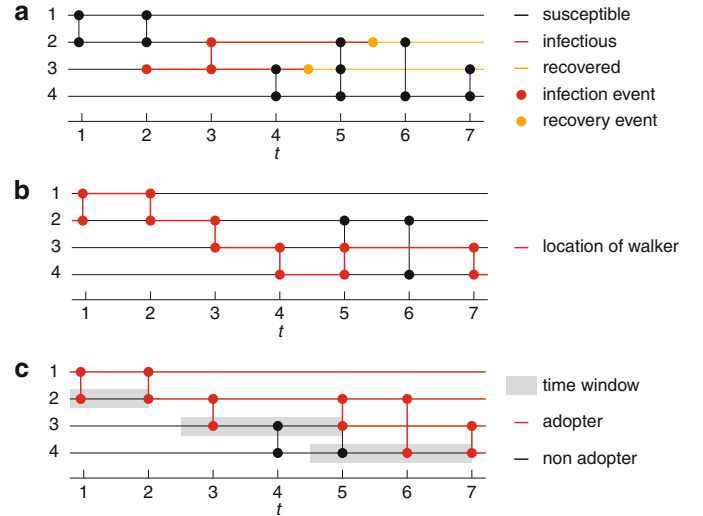 a
1
2
3
4
1 2 3 4 5 6 7
t
susceptible
infectious
recovered
infection event
recovery event
b
1
2
3
4
1 2 3 4 5 6 7
t
location of walker
c
1
2
3
4
1 2 3 4 5 6 7
t
time window
adopter
non adopter